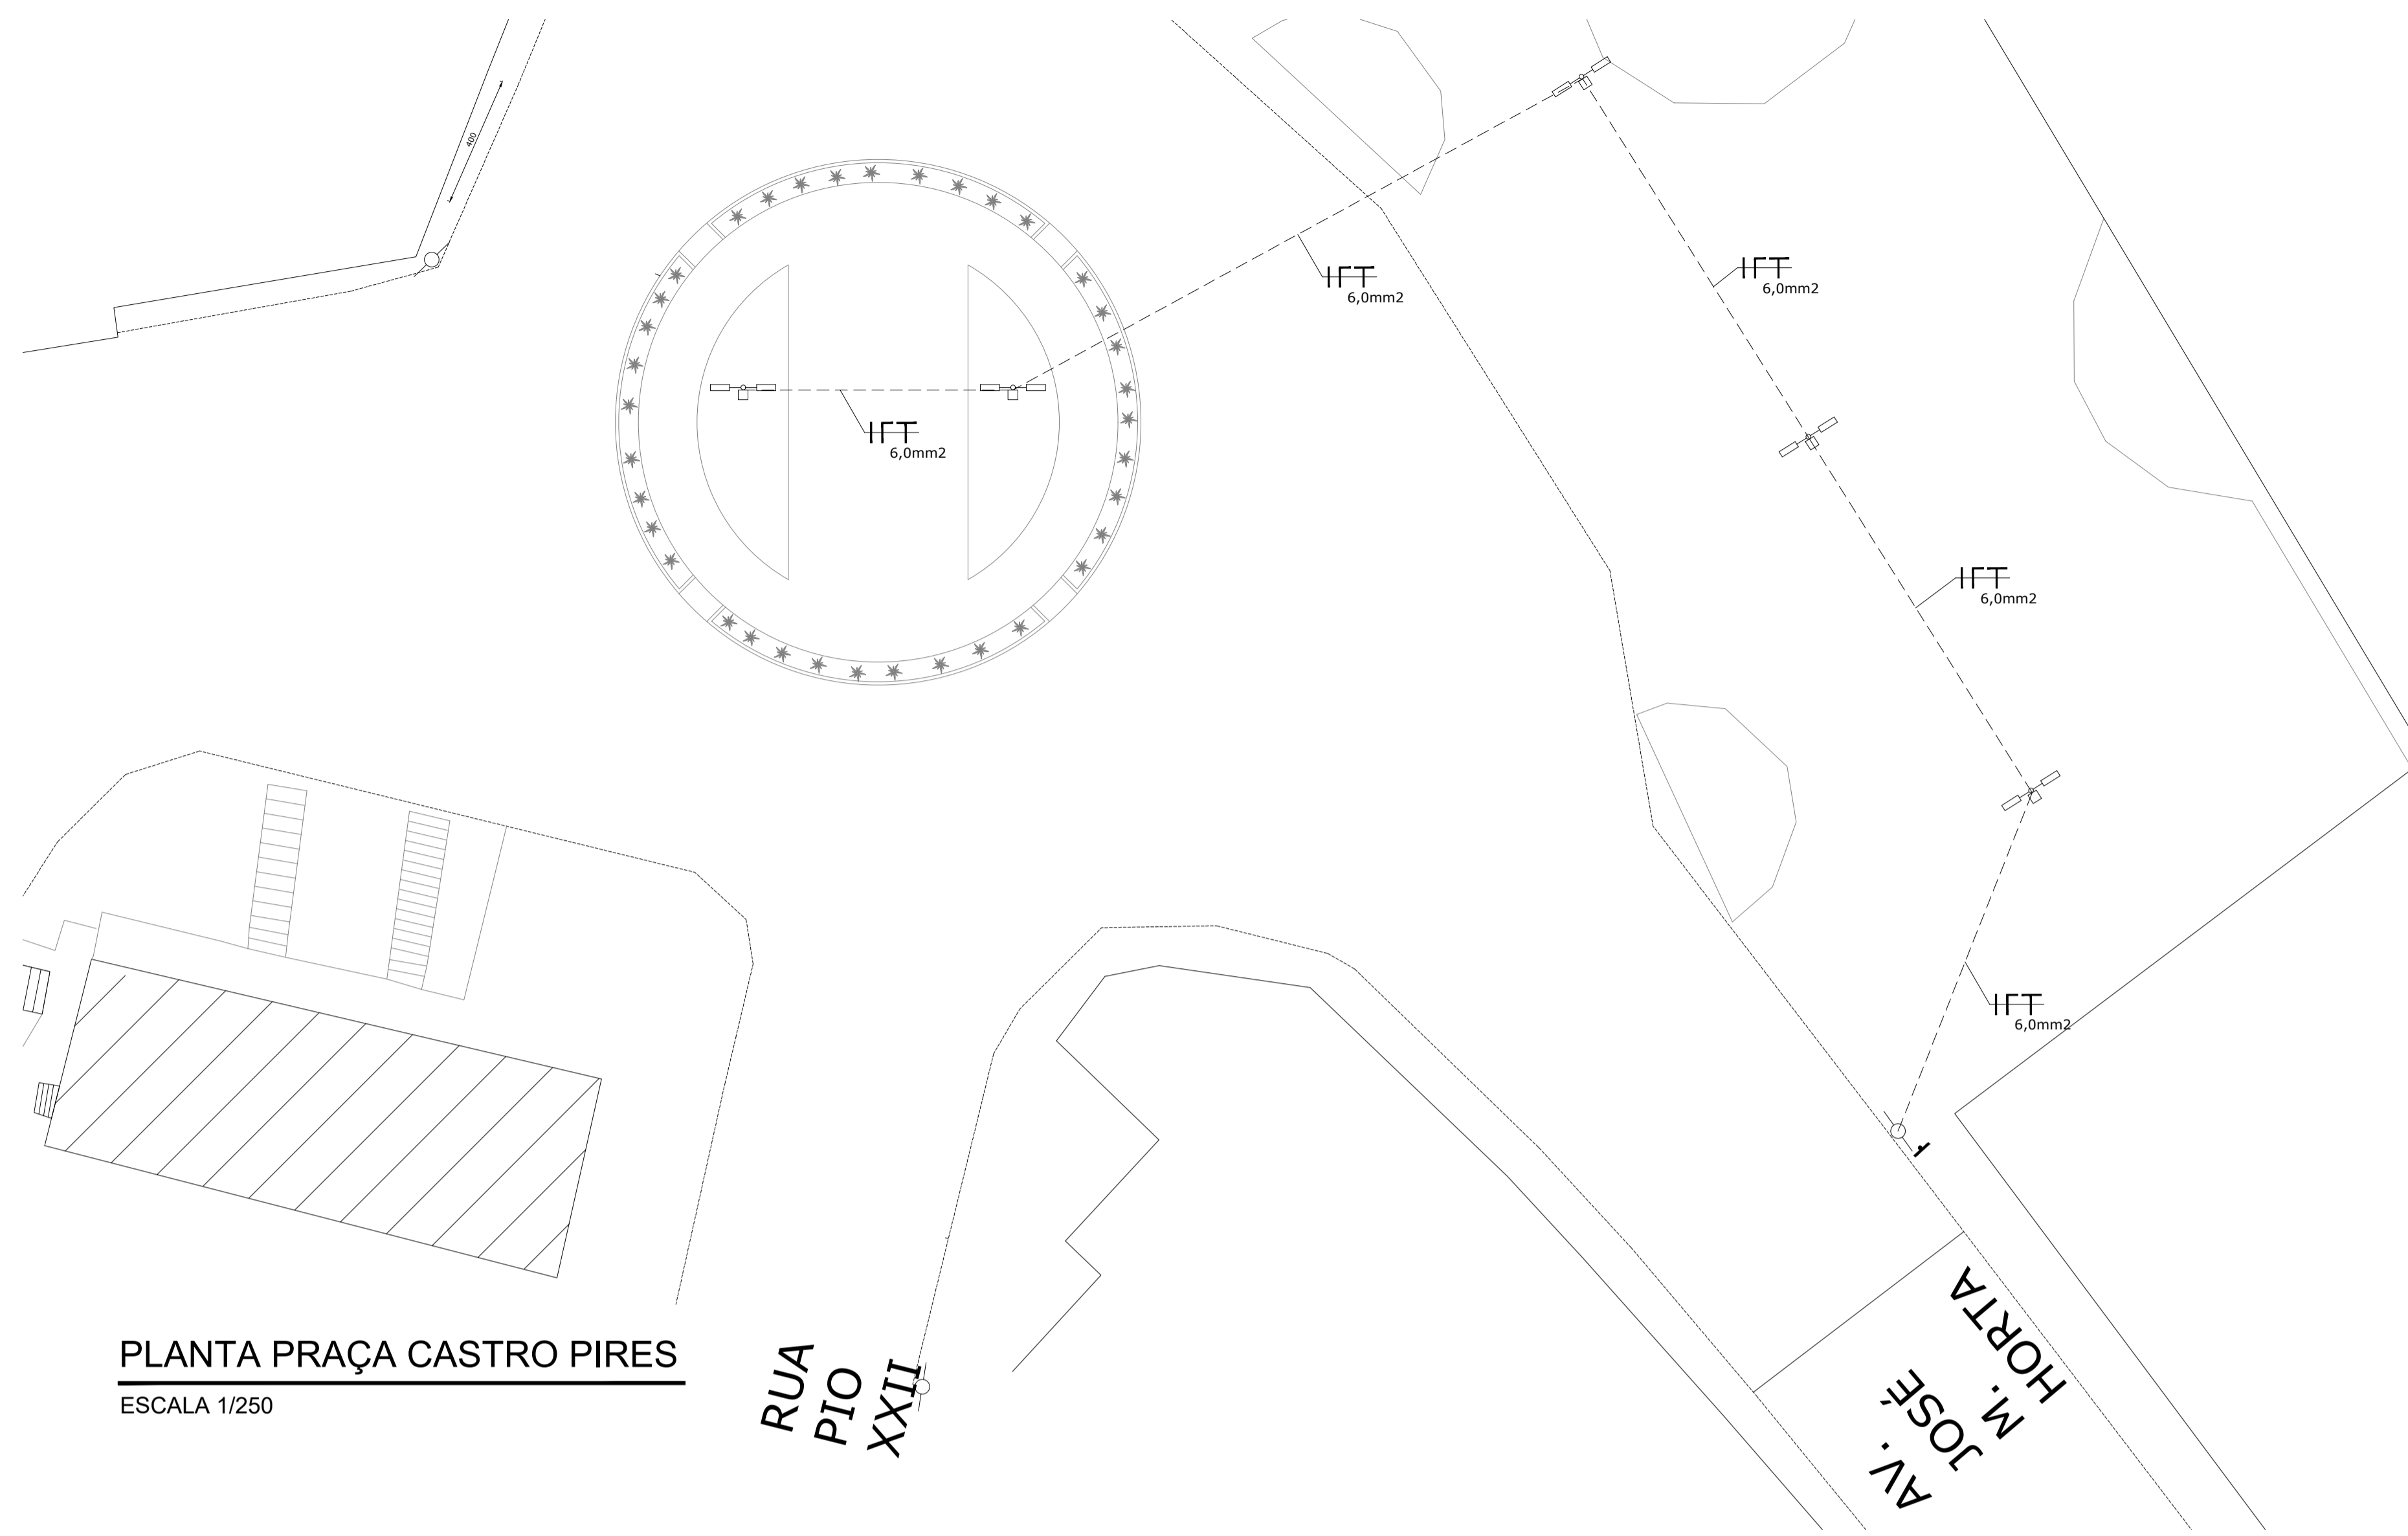 400
6,0mm2
6,0mm2
6,0mm2
6,0mm2
6,0mm2
PLANTA PRAÇA CASTRO PIRES
ESCALA 1/250
RUA
PIO
XXII
AV.
JOSÉ
M.
HORTA